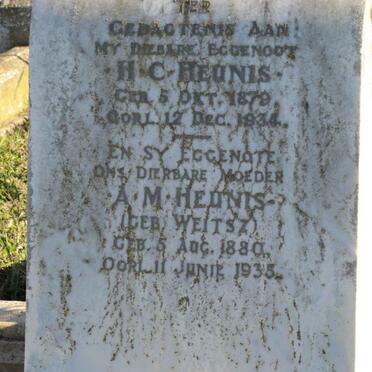 TER
GEDAGTENIS AAN
MY DIERBARE EGGENOOT
H. C. HEUNIS
GEB. 5 OKT. 1879
OORL. 12 DEC. 1934.
EN SY EGGENOTE
ONS DIERBARE MOEDER
A. M. HEUNIS
(GEB. WEITSZ)
GEB. 5 AUG. 1880.
OORL. 11 JUNIE 1935.